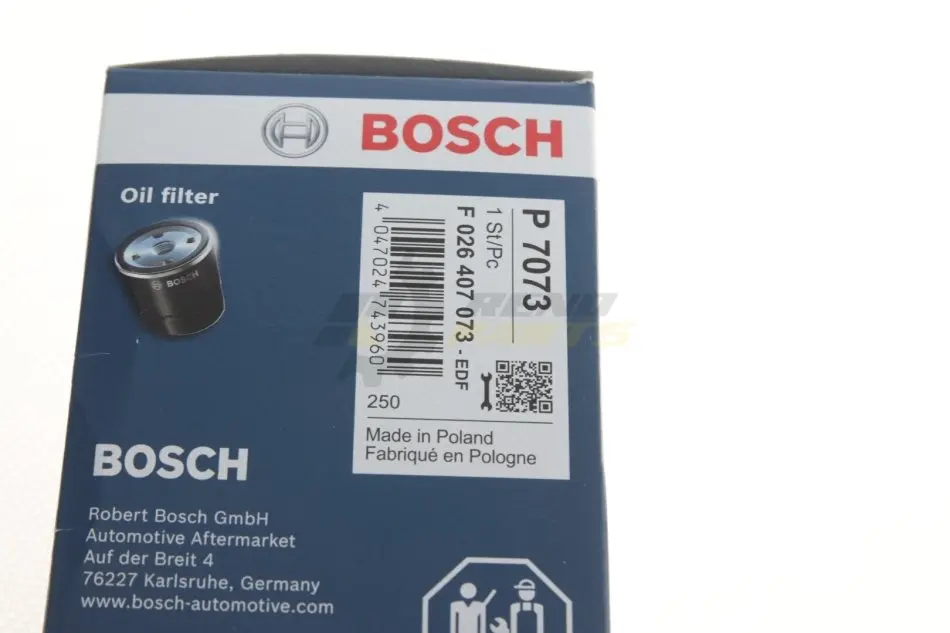 BOSCH
Oil filter
BOSCH
P 7073
1 St/Pc
F 026 407 073 - EDF
4 047024 743960
250
Made in Poland
Fabriqué en Pologne
RENO
PARTS
BOSCH
Robert Bosch GmbH
Automotive Aftermarket
Auf der Breit 4
76227 Karlsruhe, Germany
www.bosch-automotive.com